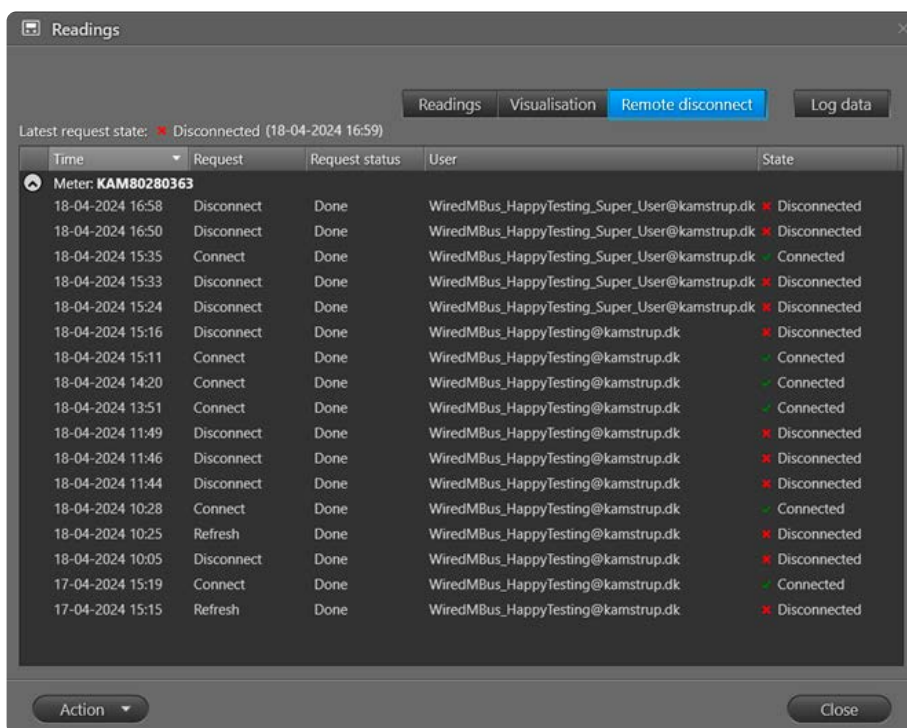 Readings
Readings Visualisation Remote disconnect Log data
Latest request state: Disconnected (18-04-2024 16:59)
Time Request Request status User State
Meter: KAM80280363
18-04-2024 16:58 Disconnect Done WiredMBus_HappyTesting_Super_User@kamstrup.dk Disconnected
18-04-2024 16:50 Disconnect Done WiredMBus_HappyTesting_Super_User@kamstrup.dk Disconnected
18-04-2024 15:35 Connect Done WiredMBus_HappyTesting_Super_User@kamstrup.dk Connected
18-04-2024 15:33 Disconnect Done WiredMBus_HappyTesting_Super_User@kamstrup.dk Disconnected
18-04-2024 15:24 Disconnect Done WiredMBus_HappyTesting_Super_User@kamstrup.dk Disconnected
18-04-2024 15:16 Disconnect Done WiredMBus_HappyTesting@kamstrup.dk Disconnected
18-04-2024 15:11 Connect Done WiredMBus_HappyTesting@kamstrup.dk Connected
18-04-2024 14:20 Connect Done WiredMBus_HappyTesting@kamstrup.dk Connected
18-04-2024 13:51 Connect Done WiredMBus_HappyTesting@kamstrup.dk Connected
18-04-2024 11:49 Disconnect Done WiredMBus_HappyTesting@kamstrup.dk Disconnected
18-04-2024 11:46 Disconnect Done WiredMBus_HappyTesting@kamstrup.dk Disconnected
18-04-2024 11:44 Disconnect Done WiredMBus_HappyTesting@kamstrup.dk Disconnected
18-04-2024 10:28 Connect Done WiredMBus_HappyTesting@kamstrup.dk Connected
18-04-2024 10:25 Refresh Done WiredMBus_HappyTesting@kamstrup.dk Disconnected
18-04-2024 10:05 Disconnect Done WiredMBus_HappyTesting@kamstrup.dk Disconnected
17-04-2024 15:19 Connect Done WiredMBus_HappyTesting@kamstrup.dk Connected
17-04-2024 15:15 Refresh Done WiredMBus_HappyTesting@kamstrup.dk Disconnected
Action Close